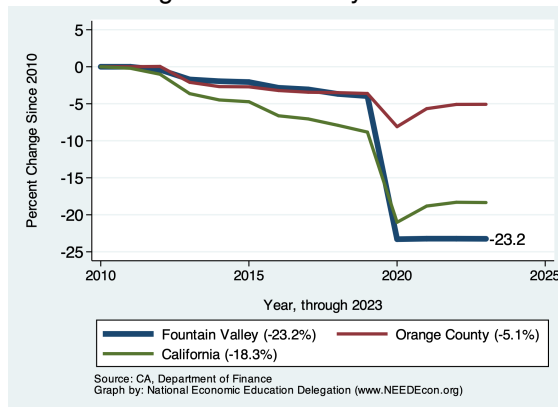 5
0
-5
-10
-15
-20
-25
Percent Change Since 2010
-23.2
2010 2015 2020 2025
Year, through 2023
Fountain Valley (-23.2%) Orange County (-5.1%)
California (-18.3%)
Source: CA, Department of Finance
Graph by: National Economic Education Delegation (www.NEEDEcon.org)